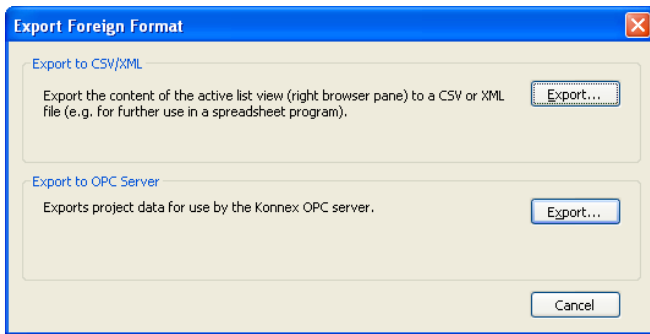 Export Foreign Format
Export to CSV/XML
Export the content of the active list view (right browser pane) to a CSV or XML
file (e.g. for further use in a spreadsheet program).
Export...
Export to OPC Server
Exports project data for use by the Konnex OPC server.
Export...
Cancel